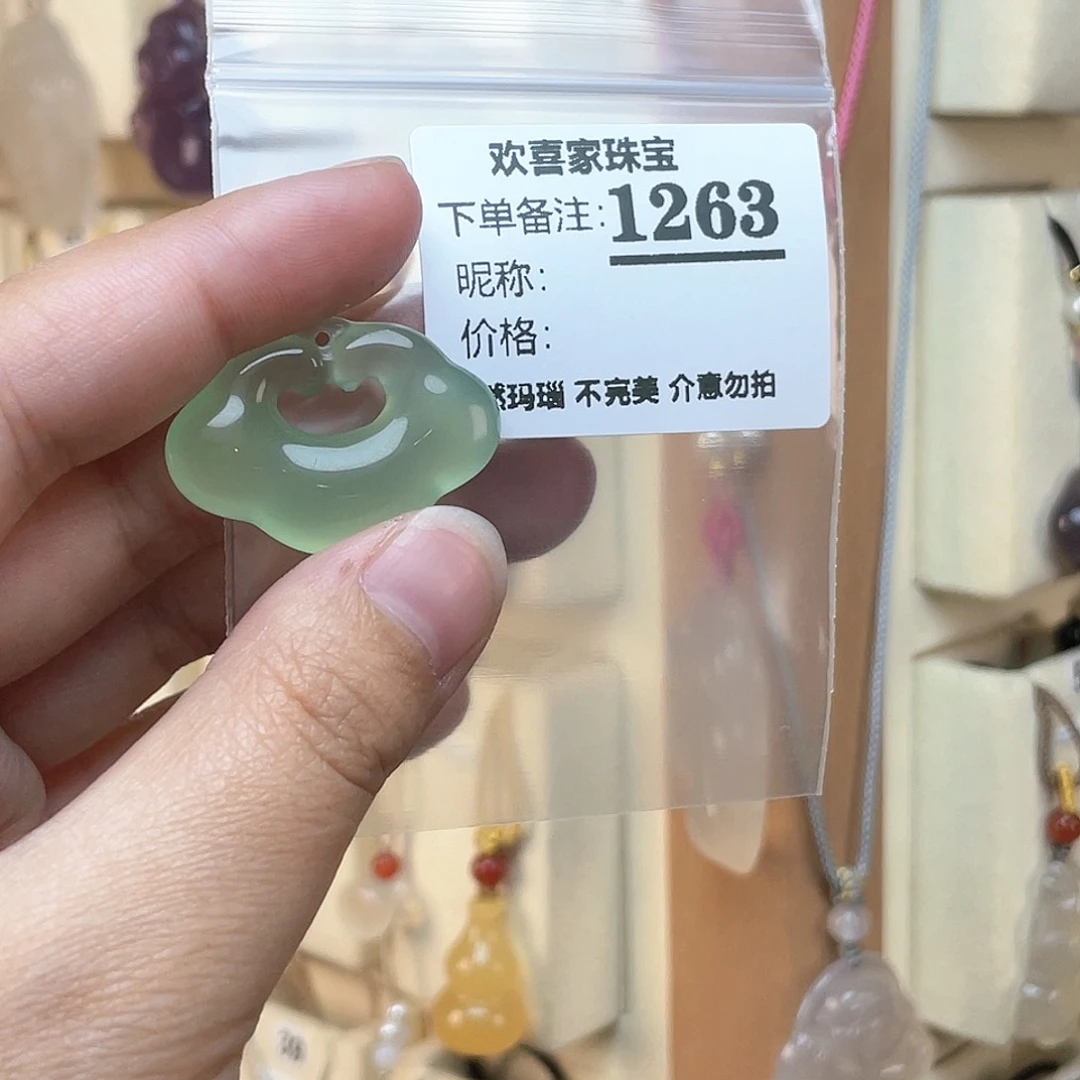 欢喜家珠宝
下单备注:1263
昵称:
价格:
然玛瑙 不完美 介意勿拍